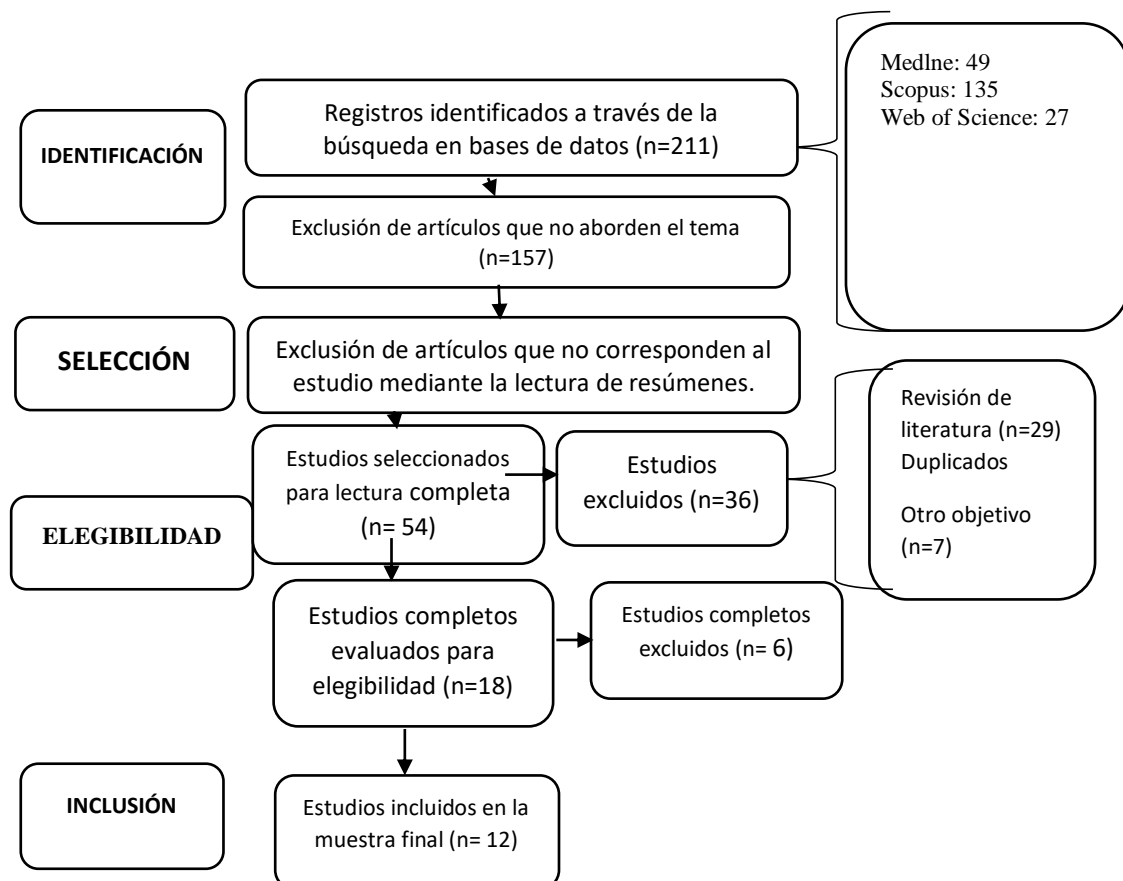 IDENTIFICACIÓN
Registros identificados a través de la
búsqueda en bases de datos (n=211)
Medlne: 49
Scopus: 135
Web of Science: 27
Exclusión de artículos que no aborden el tema
(n=157)
SELECCIÓN
Exclusión de artículos que no corresponden al
estudio mediante la lectura de resúmenes.
ELEGIBILIDAD
Estudios seleccionados
para lectura completa
(n= 54)
Estudios
excluidos (n=36)
Revisión de
literatura (n=29)
Duplicados
Otro objetivo
(n=7)
Estudios completos
evaluados para
elegibilidad (n=18)
Estudios completos
excluidos (n= 6)
INCLUSIÓN
Estudios incluidos en la
muestra final (n= 12)